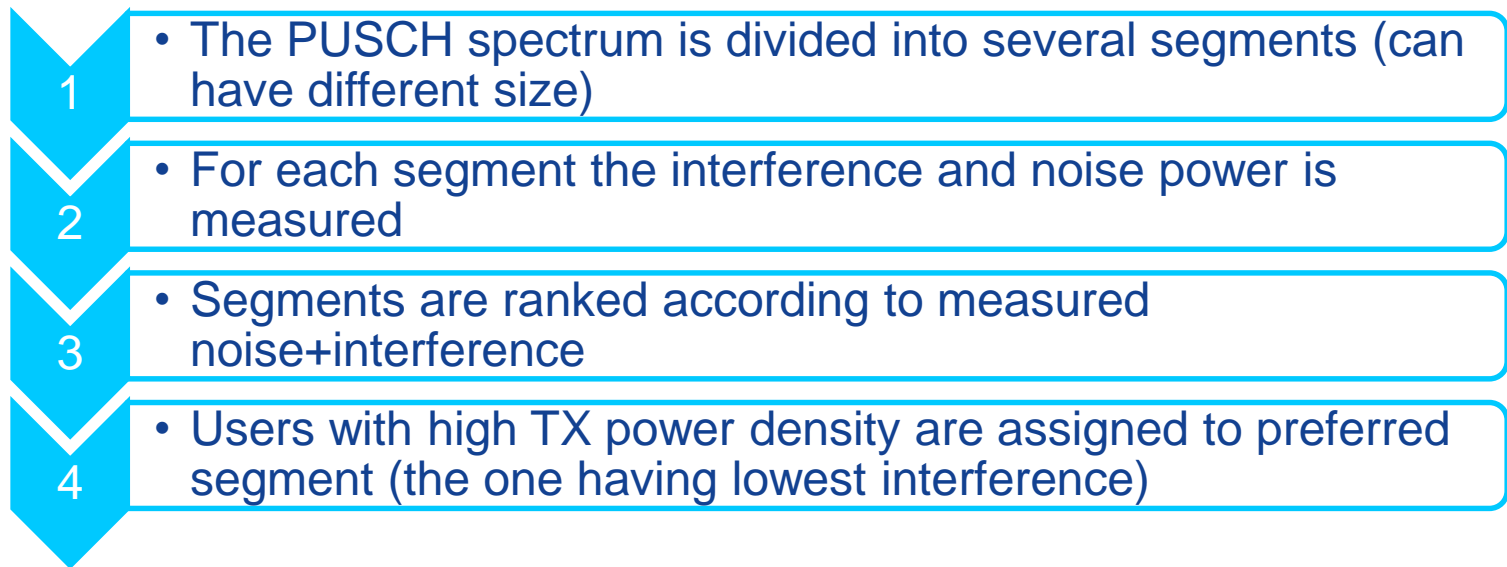 1
• The PUSCH spectrum is divided into several segments (can
have different size)
2
• For each segment the interference and noise power is
measured
3
• Segments are ranked according to measured
noise+interference
4
• Users with high TX power density are assigned to preferred
segment (the one having lowest interference)